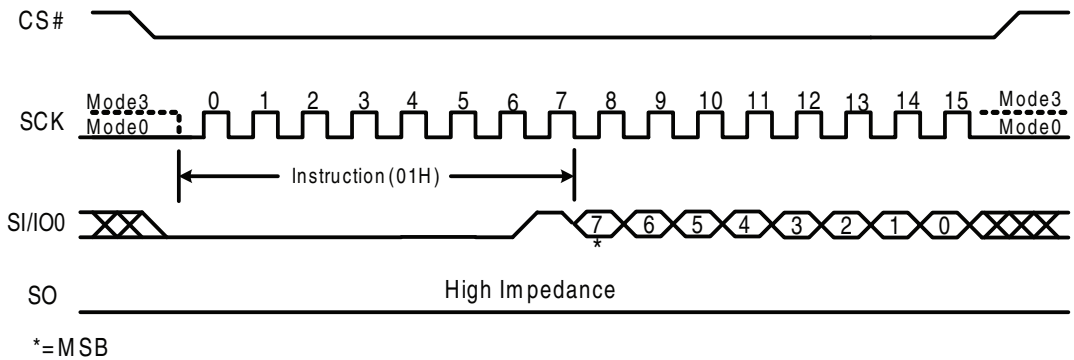 CS#
Mode3 0 1 2 3 4 5 6 7 8 9 10 11 12 13 14 15 Mode3
SCK Mode0 Mode0
Instruction(01H)
SI/IO0 7 6 5 4 3 2 1 0
*
High Impedance
SO
*=MSB